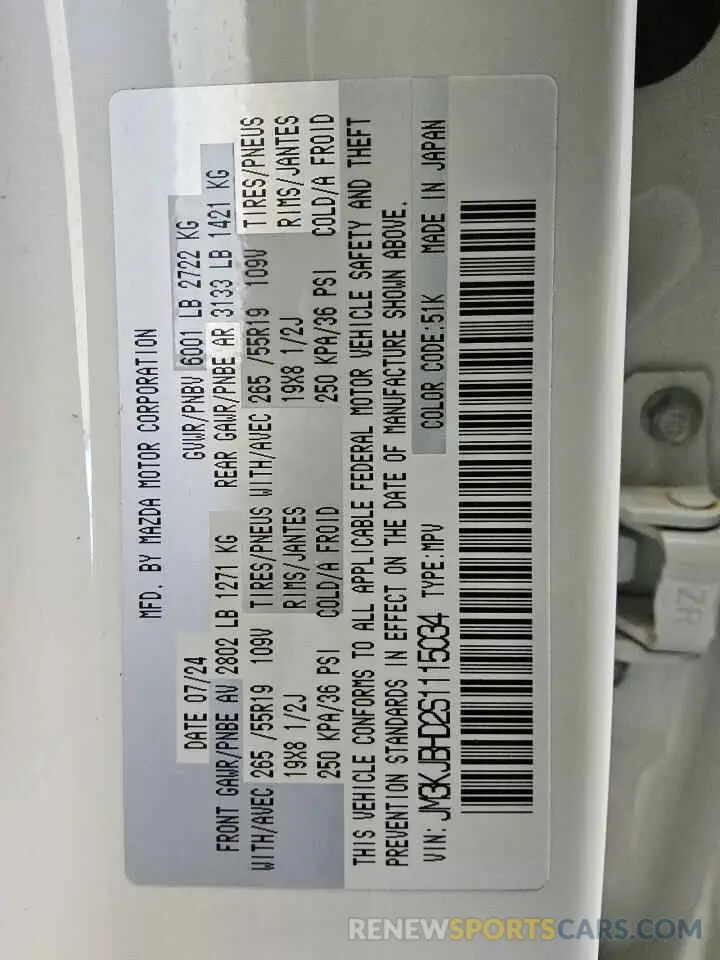 MFD. BY MAZDA MOTOR CORPORATION
DATE 07/24 GVWR/PNBV 6001 LB 2722 KG
FRONT GAWR/PNBE AV 2802 LB 1271 KG REAR GAWR/PNBE AR 3133 LB 1421 KG
WITH/AVEC 265 /55R19 109V TIRES/PNEUS WITH/AVEC 265 /55R19 109V TIRES/PNEUS
19X8 1/2J RIMS/JANTES 19X8 1/2J RIMS/JANTES
250 KPA/36 PSI COLD/A FROID 250 KPA/36 PSI COLD/A FROID
THIS VEHICLE CONFORMS TO ALL APPLICABLE FEDERAL MOTOR VEHICLE SAFETY AND THEFT
PREVENTION STANDARDS IN EFFECT ON THE DATE OF MANUFACTURE SHOWN ABOVE.
VIN: JM3KJBHD2S1115034 TYPE:MPV COLOR CODE:51K MADE IN JAPAN
ZR
RENEWSPORTSCARS.COM